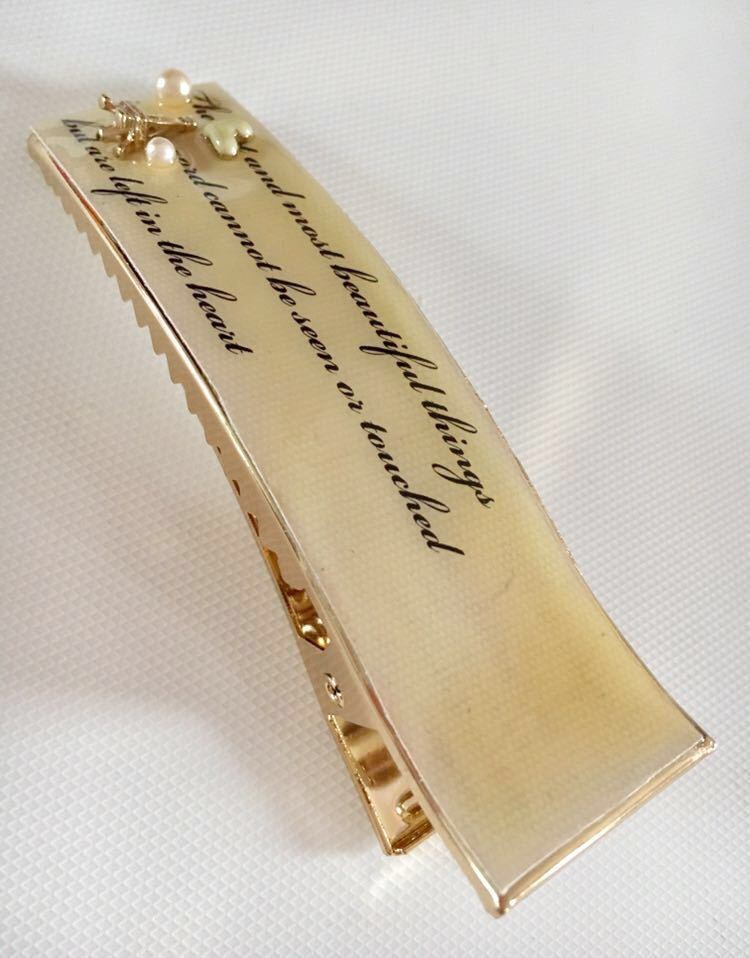 The and most beautiful things
cannot be seen or touched
but are left in the heart